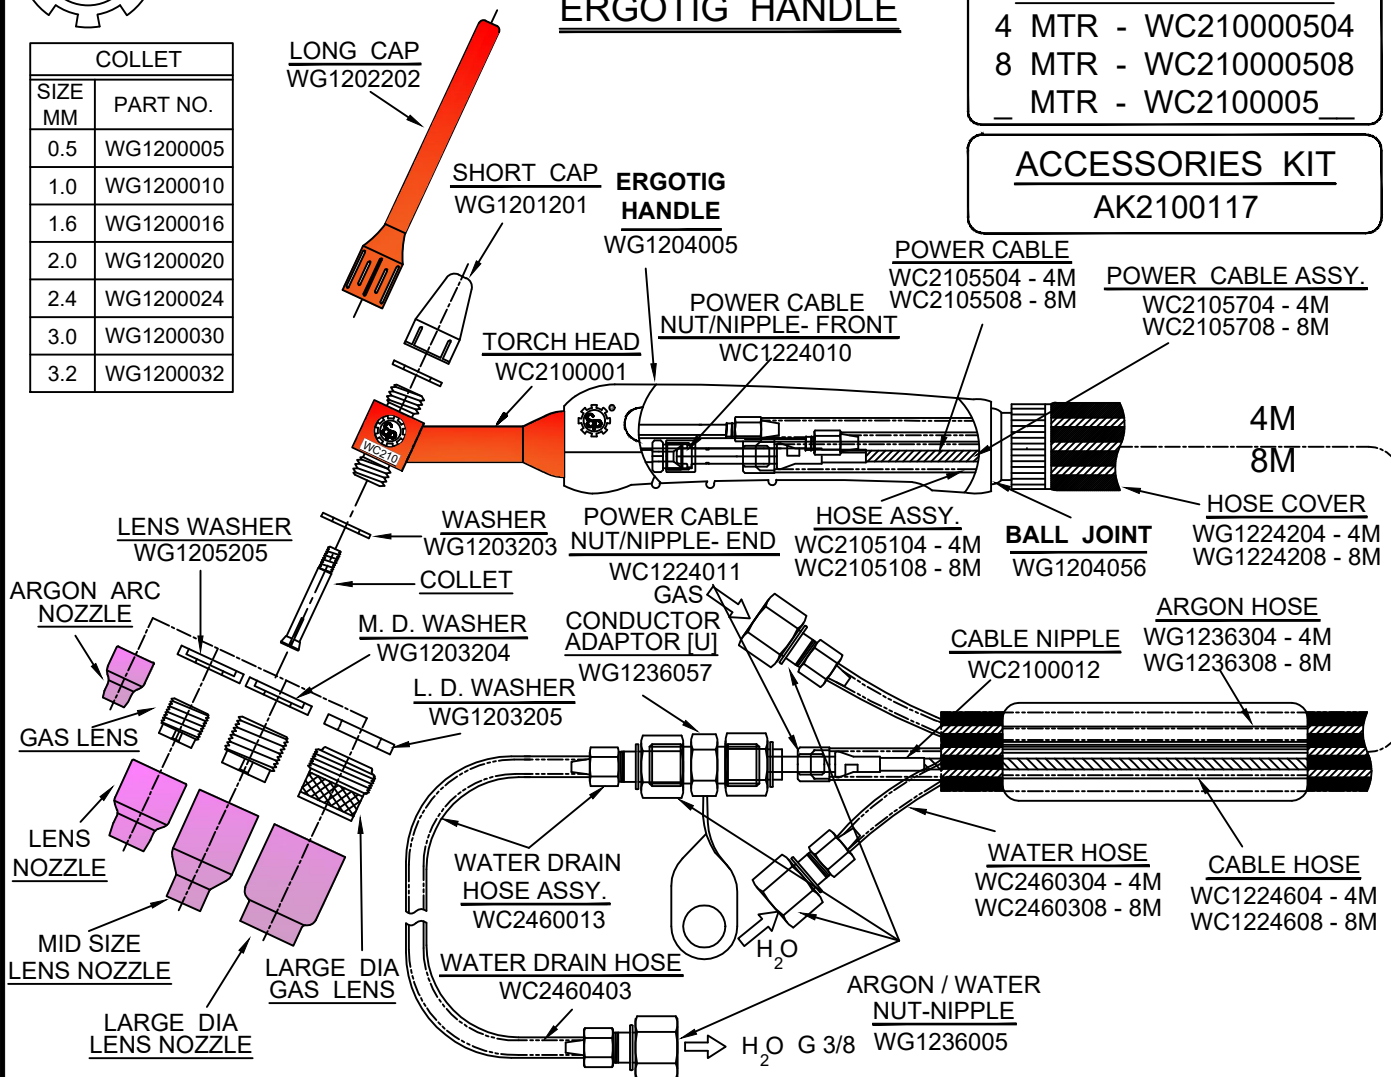 ERGOTIG HANDLE
4 MTR - WC210000504
8 MTR - WC210000508
_ MTR - WC2100005__
ACCESSORIES KIT
AK2100117
COLLET
SIZE MM PART NO.
0.5 WG1200005
1.0 WG1200010
1.6 WG1200016
2.0 WG1200020
2.4 WG1200024
3.0 WG1200030
3.2 WG1200032
LONG CAP
WG1202202
SHORT CAP
WG1201201
ERGOTIG
HANDLE
WG1204005
POWER CABLE
WC2105504 - 4M
WC2105508 - 8M
POWER CABLE ASSY.
WC2105704 - 4M
WC2105708 - 8M
POWER CABLE
NUT/NIPPLE- FRONT
WC1224010
TORCH HEAD
WC2100001
WC210
4M
8M
LENS WASHER
WG1205205
WASHER
WG1203203
COLLET
POWER CABLE
NUT/NIPPLE- END
WC1224011
HOSE ASSY.
WC2105104 - 4M
WC2105108 - 8M
BALL JOINT
WG1204056
HOSE COVER
WG1224204 - 4M
WG1224208 - 8M
ARGON ARC
NOZZLE
M. D. WASHER
WG1203204
L. D. WASHER
WG1203205
GAS
CONDUCTOR
ADAPTOR [U]
WG1236057
CABLE NIPPLE
WC2100012
ARGON HOSE
WG1236304 - 4M
WG1236308 - 8M
GAS LENS
LENS
NOZZLE
MID SIZE
LENS NOZZLE
LARGE DIA
LENS NOZZLE
LARGE DIA
GAS LENS
WATER DRAIN
HOSE ASSY.
WC2460013
WATER DRAIN HOSE
WC2460403
H2O
WATER HOSE
WC2460304 - 4M
WC2460308 - 8M
CABLE HOSE
WC1224604 - 4M
WC1224608 - 8M
ARGON / WATER
NUT-NIPPLE
WG1236005
H2O G 3/8